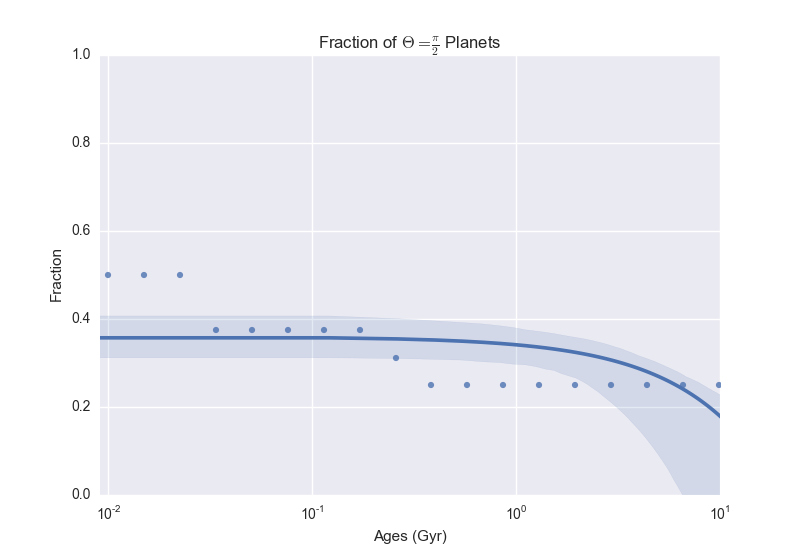 Fraction of Θ = π/2 Planets
1.0
0.8
0.6
0.4
0.2
0.0
Fraction
10⁻² 10⁻¹ 10⁰ 10¹
Ages (Gyr)